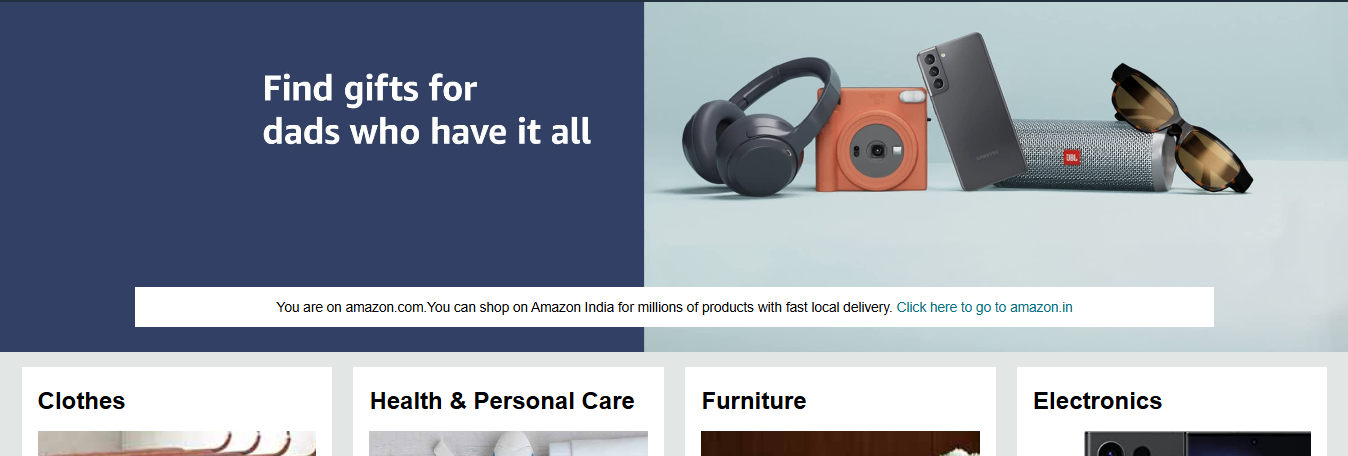 Find gifts for
dads who have it all
SAMSUNG
JBL
You are on amazon.com.You can shop on Amazon India for millions of products with fast local delivery. Click here to go to amazon.in
Clothes
Health & Personal Care
Furniture
Electronics